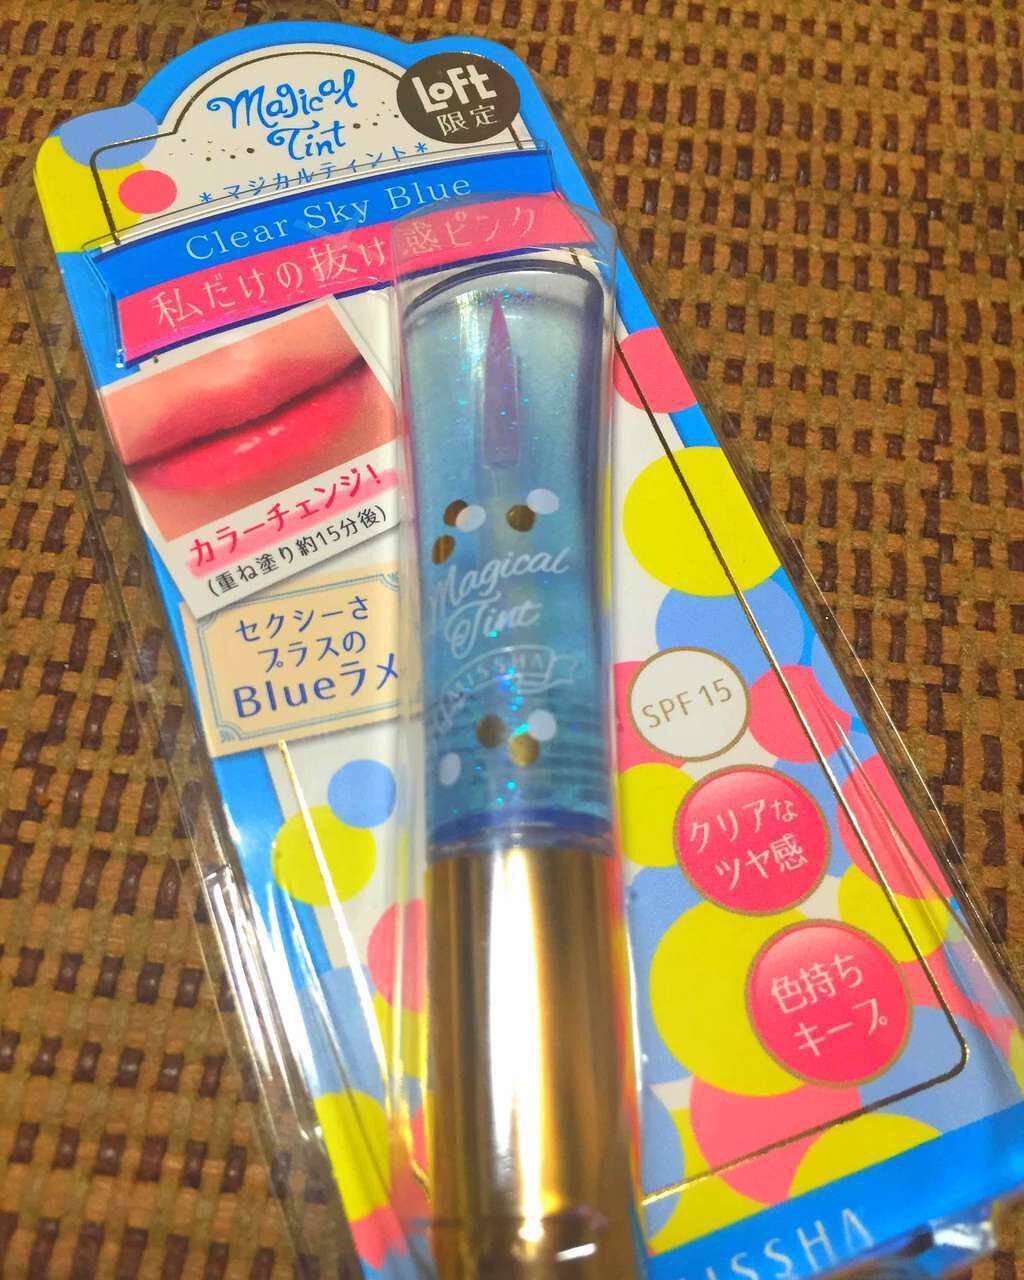 Magical
Tint
LOFT
限定
*マジカルティント*
Clear Sky Blue
私だけの抜け感ピンク
カラーチェンジ!
(重ね塗り約15分後)
セクシーさ
プラスの
Blueラメ
Magical
Tint
MISSHA
SPF 15
クリアな
ツヤ感
色持ち
キープ
MISSHA